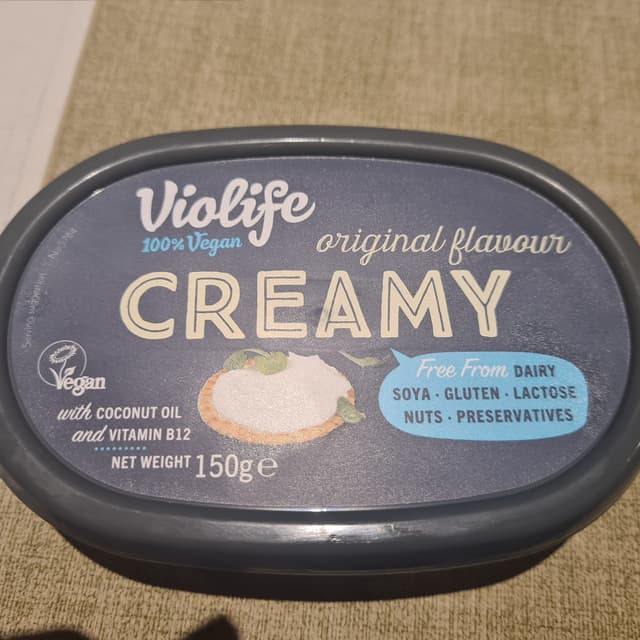 Violife
100% Vegan
original flavour
CREAMY
Free From DAIRY
SOYA · GLUTEN · LACTOSE
NUTS · PRESERVATIVES
Vegan
with COCONUT OIL
and VITAMIN B12
NET WEIGHT 150g e